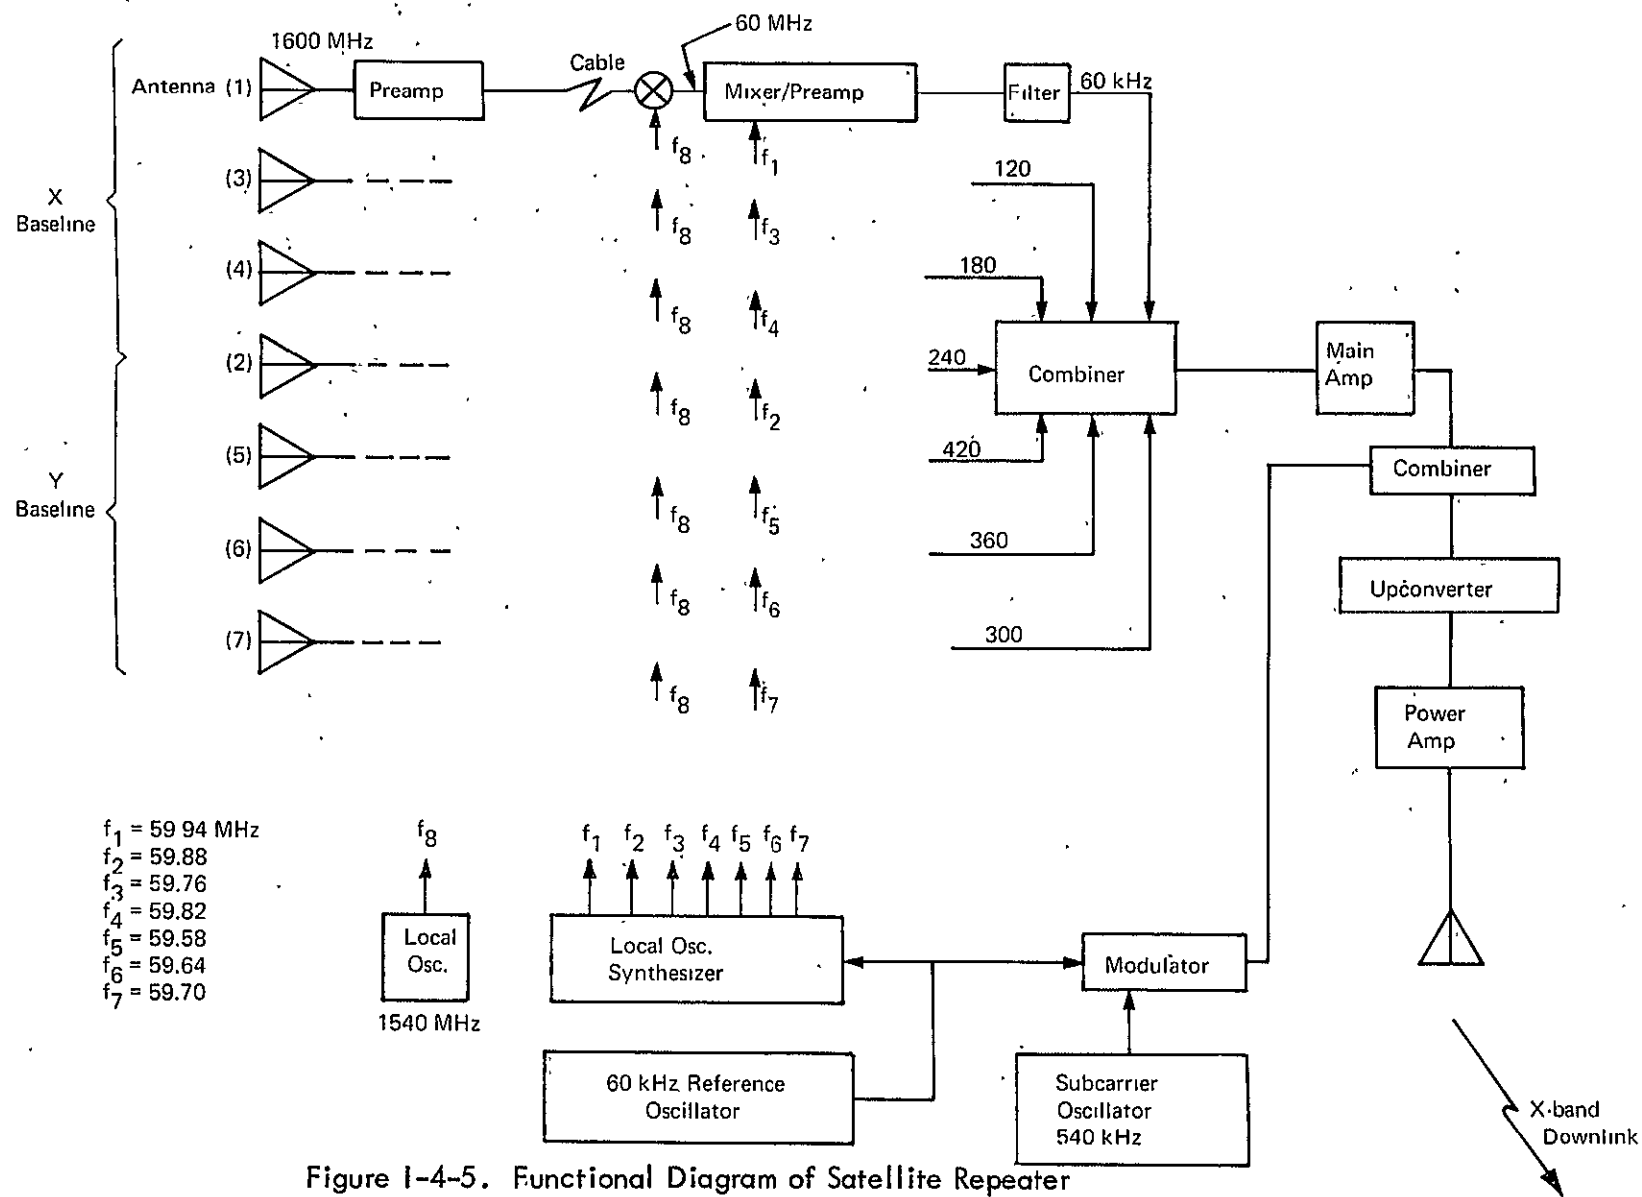 60 MHz
1600 MHz
Cable
Antenna (1)
Preamp
Mixer/Preamp
Filter
60 kHz
f8
f1
(3)
120
X
Baseline
f8
f3
(4)
180
f8
f4
(2)
240
Combiner
Main
Amp
f8
f2
(5)
420
Combiner
Y
Baseline
f8
f5
(6)
360
Upconverter
f8
f6
(7)
300
f8
f7
Power
Amp
f1 = 59 94 MHz
f2 = 59.88
f3 = 59.76
f4 = 59.82
f5 = 59.58
f6 = 59.64
f7 = 59.70
f8
f1 f2 f3 f4 f5 f6 f7
Local
Osc.
1540 MHz
Local Osc.
Synthesizer
Modulator
60 kHz Reference
Oscillator
Subcarrier
Oscillator
540 kHz
X-band
Downlink
Figure I-4-5. Functional Diagram of Satellite Repeater